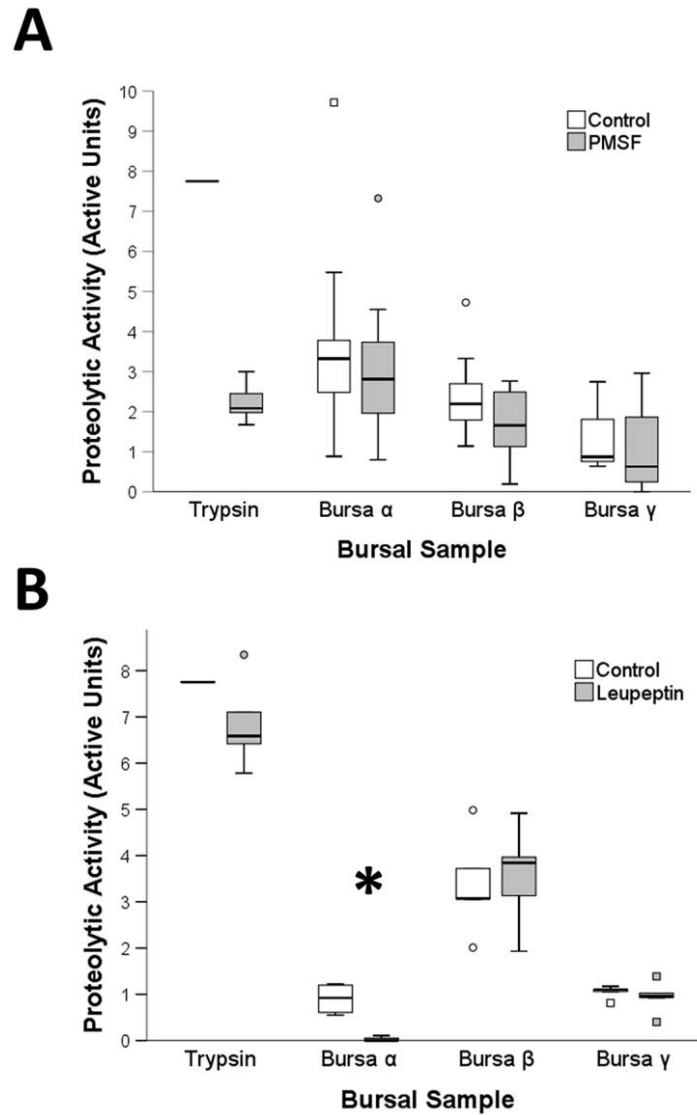 A
Proteolytic Activity (Active Units)
10
9
8
7
6
5
4
3
2
1
0
Control
PMSF
Trypsin Bursa α Bursa β Bursa γ
Bursal Sample
B
Proteolytic Activity (Active Units)
8
7
6
5
4
3
2
1
0
Control
Leupeptin
*
Trypsin Bursa α Bursa β Bursa γ
Bursal Sample